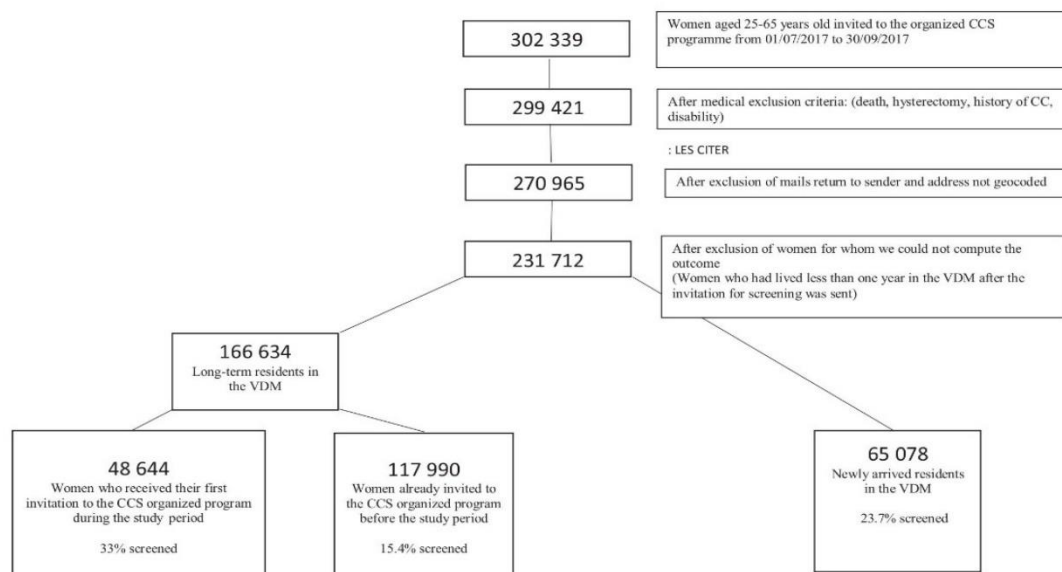 302 339
Women aged 25-65 years old invited to the organized CCS
programme from 01/07/2017 to 30/09/2017
299 421
After medical exclusion criteria: (death, hysterectomy, history of CC,
disability)
: LES CITER
270 965
After exclusion of mails return to sender and address not geocoded
231 712
After exclusion of women for whom we could not compute the
outcome
(Women who had lived less than one year in the VDM after the
invitation for screening was sent)
166 634
Long-term residents in
the VDM
48 644
Women who received their first
invitation to the CCS organized program
during the study period
33% screened
117 990
Women already invited to
the CCS organized program
before the study period
15.4% screened
65 078
Newly arrived residents
in the VDM
23.7% screened